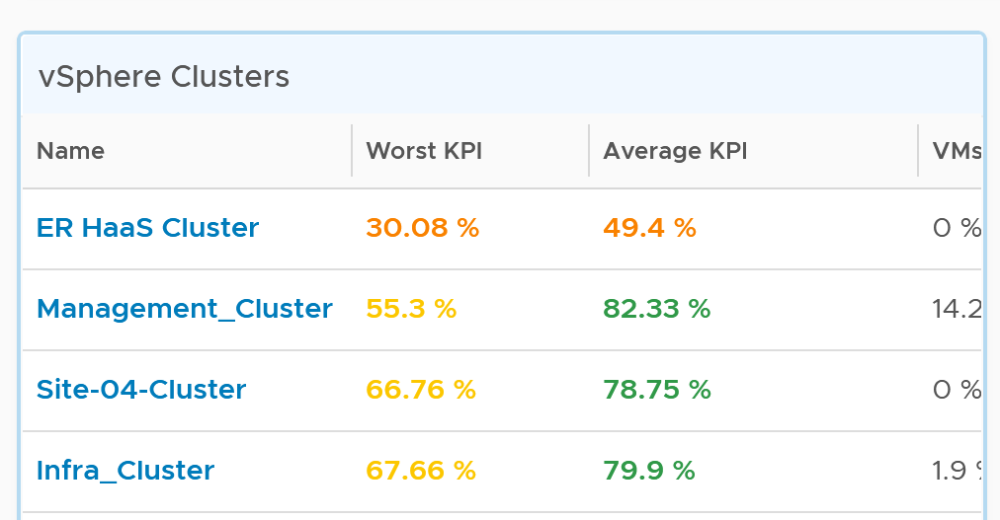 vSphere Clusters
Name Worst KPI Average KPI VMs
ER HaaS Cluster 30.08 % 49.4 % 0 %
Management_Cluster 55.3 % 82.33 % 14.2
Site-04-Cluster 66.76 % 78.75 % 0 %
Infra_Cluster 67.66 % 79.9 % 1.9